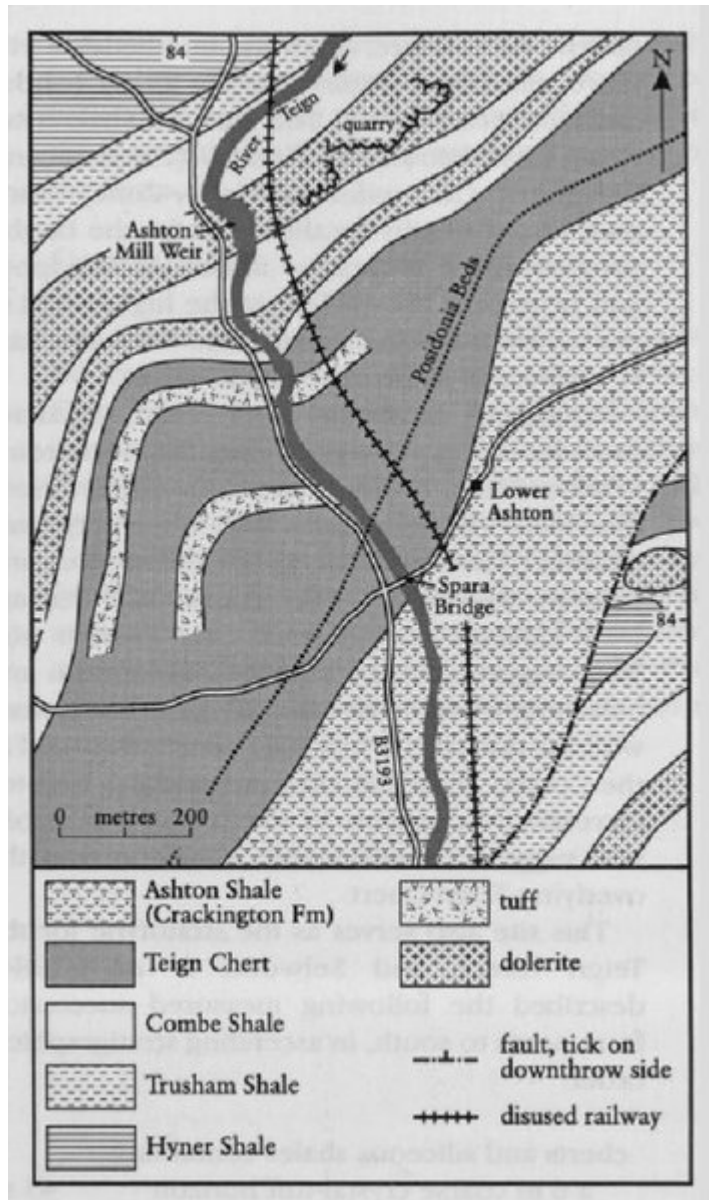 84
N
River
Teign
quarry
Ashton
Mill Weir
Posidonia Beds
Lower
Ashton
Spara
Bridge
84
B3193
0 metres 200
Ashton Shale
(Crackington Fm)
Teign Chert
Combe Shale
Trusham Shale
Hyner Shale
tuff
dolerite
fault, tick on
downthrow side
disused railway